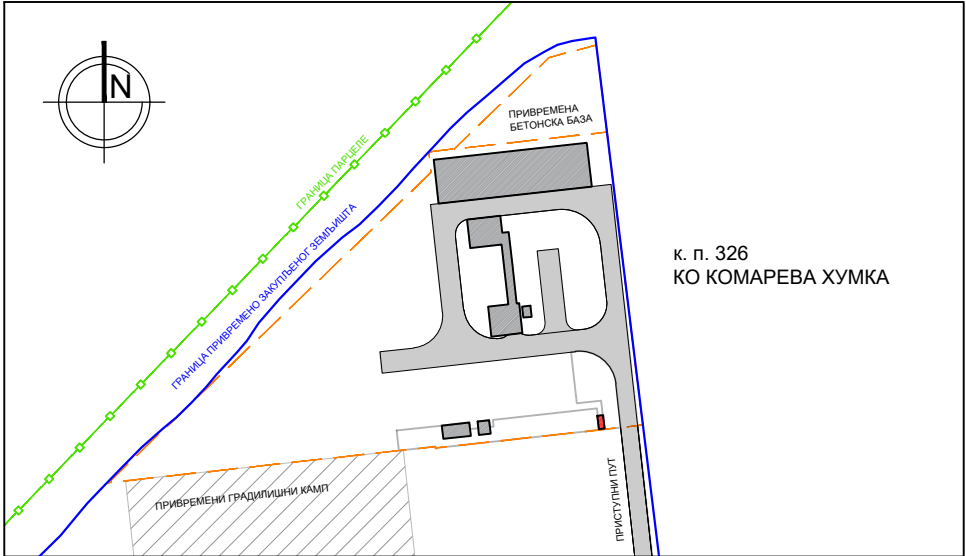 N
ПРИВРЕМЕНА
БЕТОНСКА БАЗА
ГРАНИЦА ПАРЦЕЛЕ
ГРАНИЦА ПРИВРЕМЕНО ЗАКУПЉЕНОГ ЗЕМЉИШТА
к. п. 326
КО КОМАРЕВА ХУМКА
ПРИВРЕМЕНИ ГРАДИЛИШНИ КАМП
ПРИСТУПНИ ПУТ